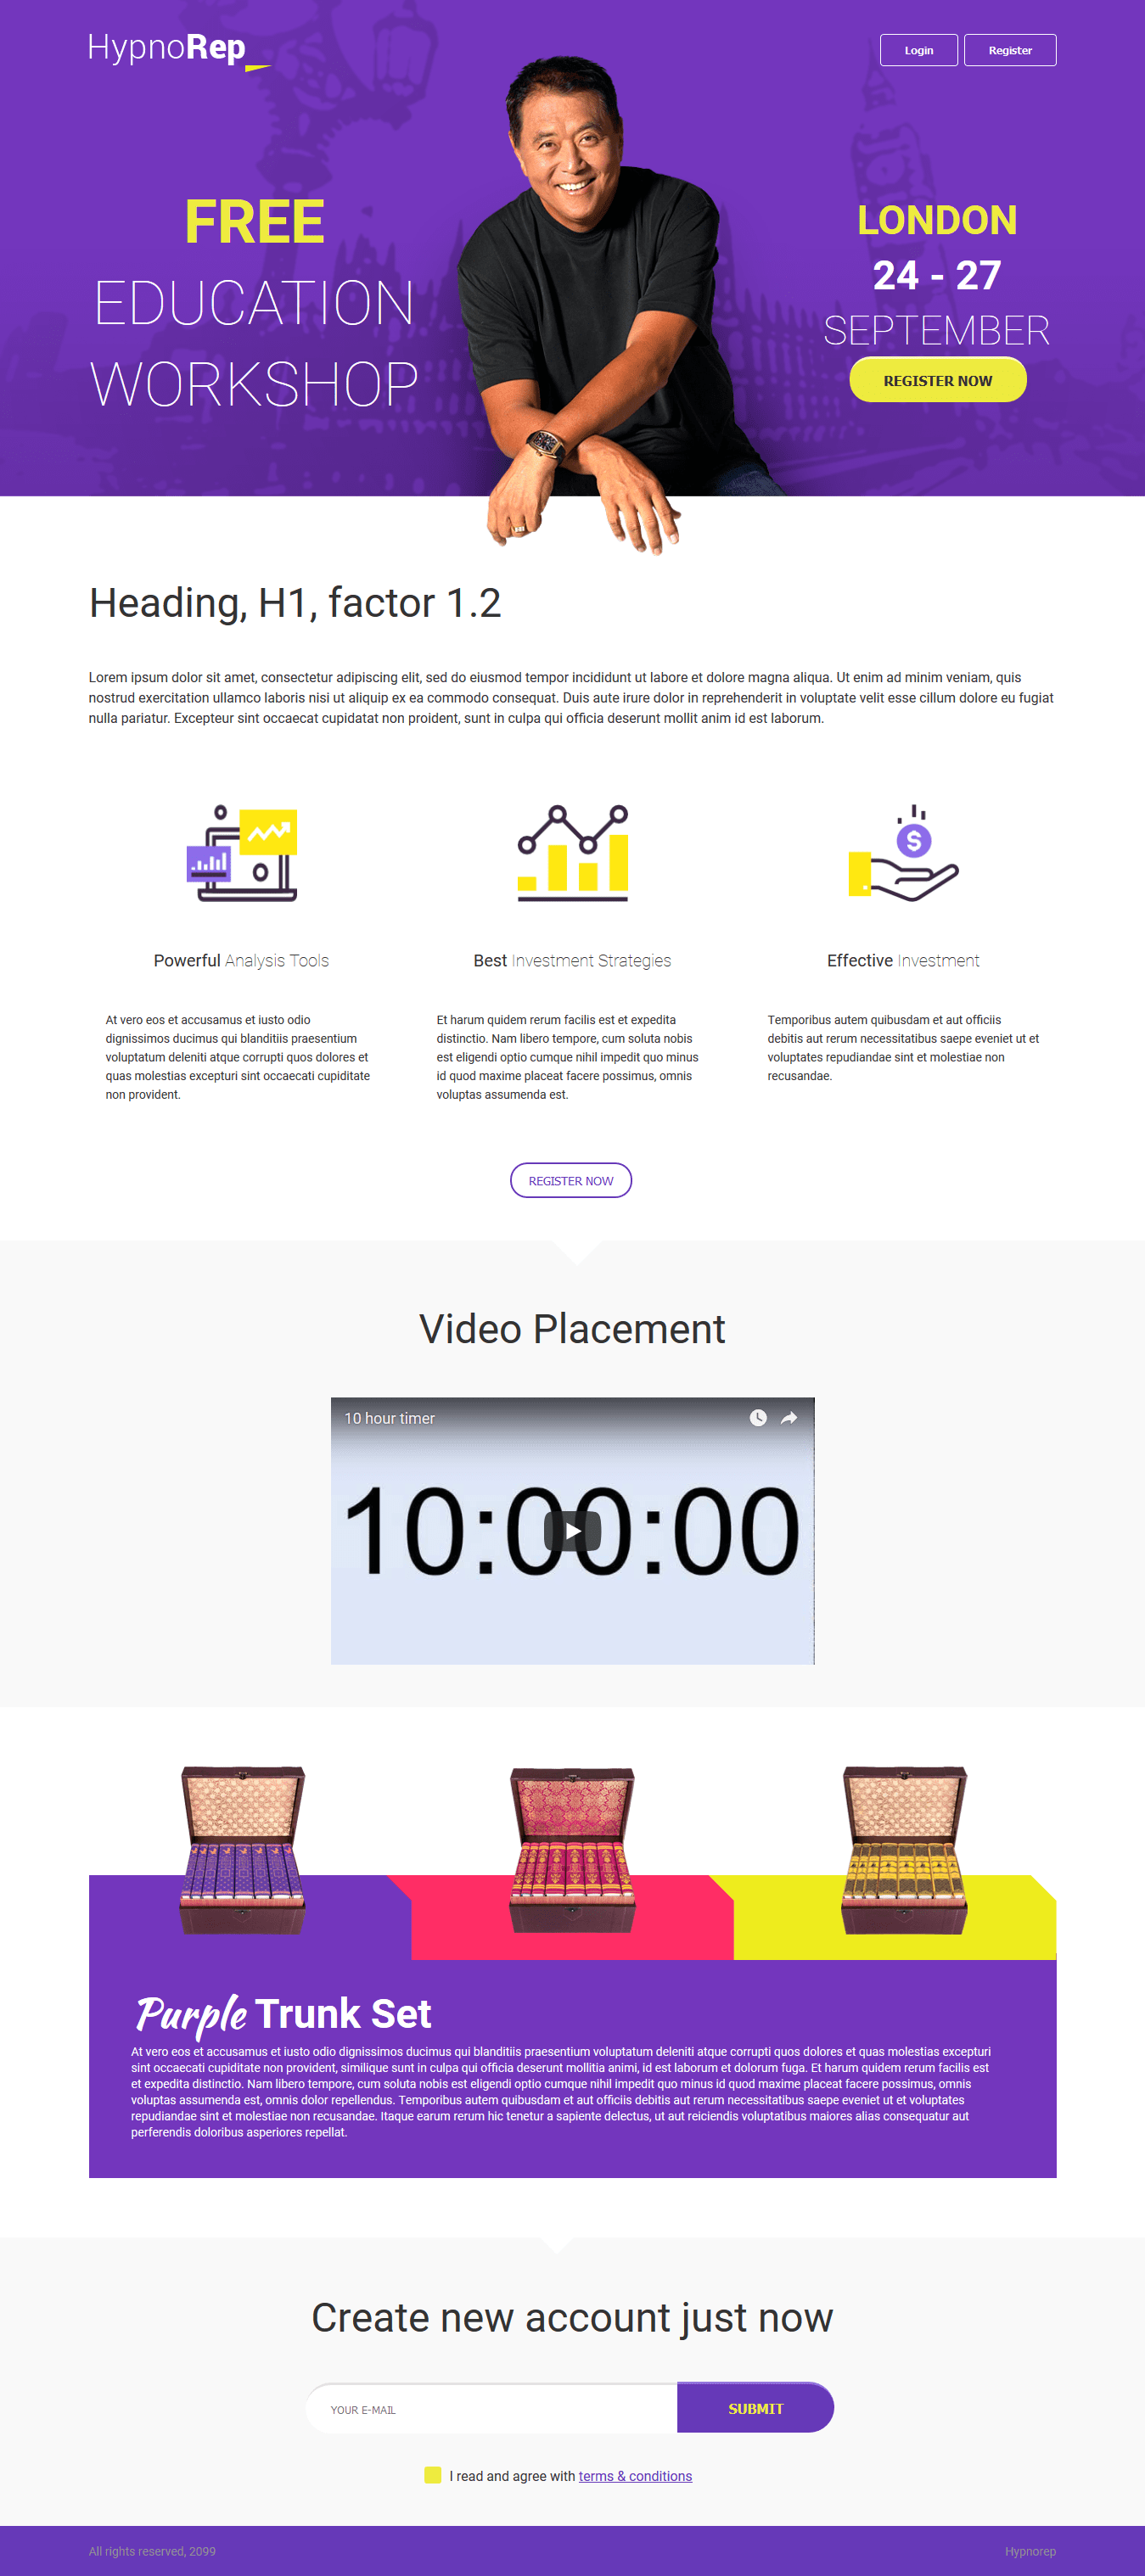 HypnoRep
Login
Register
FREE
EDUCATION
WORKSHOP
LONDON
24 - 27
SEPTEMBER
REGISTER NOW
Heading, H1, factor 1.2
Lorem ipsum dolor sit amet, consectetur adipiscing elit, sed do eiusmod tempor incididunt ut labore et dolore magna aliqua. Ut enim ad minim veniam, quis
nostrud exercitation ullamco laboris nisi ut aliquip ex ea commodo consequat. Duis aute irure dolor in reprehenderit in voluptate velit esse cillum dolore eu fugiat
nulla pariatur. Excepteur sint occaecat cupidatat non proident, sunt in culpa qui officia deserunt mollit anim id est laborum.
$
Powerful Analysis Tools
At vero eos et accusamus et iusto odio
dignissimos ducimus qui blanditiis praesentium
voluptatum deleniti atque corrupti quos dolores et
quas molestias excepturi sint occaecati cupiditate
non provident.
Best Investment Strategies
Et harum quidem rerum facilis est et expedita
distinctio. Nam libero tempore, cum soluta nobis
est eligendi optio cumque nihil impedit quo minus
id quod maxime placeat facere possimus, omnis
voluptas assumenda est.
Effective Investment
Temporibus autem quibusdam et aut officiis
debitis aut rerum necessitatibus saepe eveniet ut et
voluptates repudiandae sint et molestiae non
recusandae.
REGISTER NOW
Video Placement
10 hour timer
10:00:00
Purple Trunk Set
At vero eos et accusamus et iusto odio dignissimos ducimus qui blanditiis praesentium voluptatum deleniti atque corrupti quos dolores et quas molestias excepturi
sint occaecati cupiditate non provident, similique sunt in culpa qui officia deserunt mollitia animi, id est laborum et dolorum fuga. Et harum quidem rerum facilis est
et expedita distinctio. Nam libero tempore, cum soluta nobis est eligendi optio cumque nihil impedit quo minus id quod maxime placeat facere possimus, omnis
voluptas assumenda est, omnis dolor repellendus. Temporibus autem quibusdam et aut officiis debitis aut rerum necessitatibus saepe eveniet ut et voluptates
repudiandae sint et molestiae non recusandae. Itaque earum rerum hic tenetur a sapiente delectus, ut aut reiciendis voluptatibus maiores alias consequatur aut
perferendis doloribus asperiores repellat.
Create new account just now
YOUR E-MAIL
SUBMIT
I read and agree with terms & conditions
All rights reserved, 2099
Hypnorep